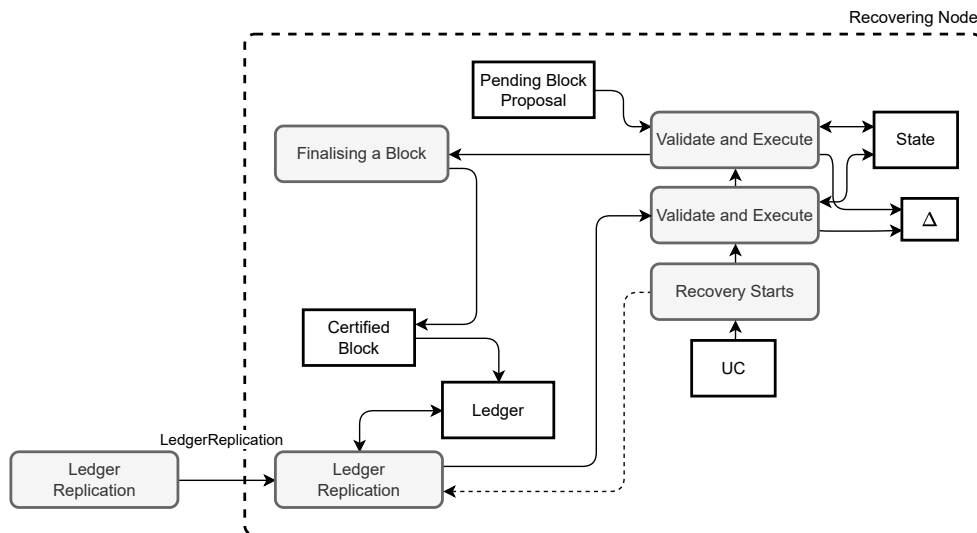 Recovering Node
Pending Block
Proposal
Validate and Execute
State
Finalising a Block
Validate and Execute
Δ
Recovery Starts
Certified
Block
UC
Ledger
LedgerReplication
Ledger
Replication
Ledger
Replication